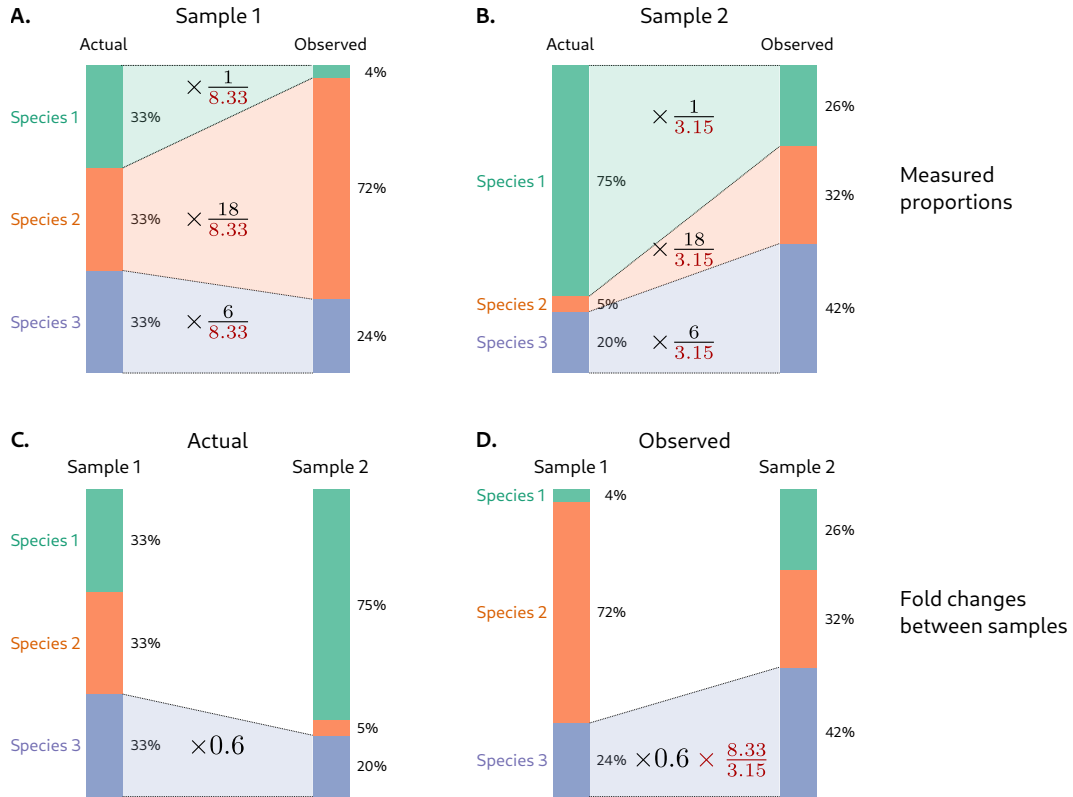 A.
Sample 1
Actual
Observed
Species 1
33%
× 1/8.33
4%
Species 2
33%
× 18/8.33
72%
Species 3
33%
× 6/8.33
24%
B.
Sample 2
Actual
Observed
Species 1
75%
× 1/3.15
26%
Species 2
5%
× 18/3.15
32%
Species 3
20%
× 6/3.15
42%
Measured
proportions
C.
Actual
Sample 1
Sample 2
Species 1
33%
75%
Species 2
33%
5%
Species 3
33%
×0.6
20%
D.
Observed
Sample 1
Sample 2
Species 1
4%
26%
Species 2
72%
32%
Species 3
24%
×0.6 × 8.33/3.15
42%
Fold changes
between samples